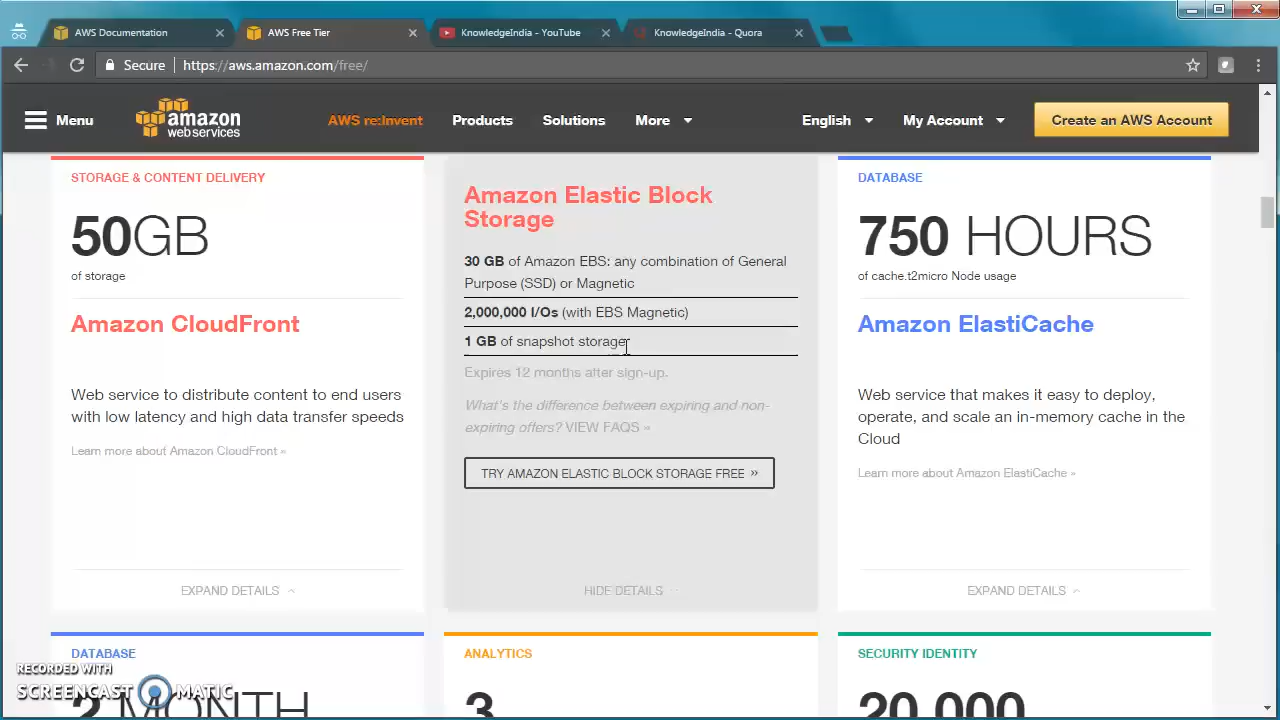 AWS Documentation
AWS Free Tier
KnowledgeIndia - YouTube
KnowledgeIndia - Quora
Secure
https://aws.amazon.com/free/
Menu
amazon
web services
AWS re:Invent
Products
Solutions
More
English
My Account
Create an AWS Account
STORAGE & CONTENT DELIVERY
50GB
of storage
Amazon CloudFront
Web service to distribute content to end users
with low latency and high data transfer speeds
Learn more about Amazon CloudFront »
EXPAND DETAILS
Amazon Elastic Block
Storage
30 GB of Amazon EBS: any combination of General
Purpose (SSD) or Magnetic
2,000,000 I/Os (with EBS Magnetic)
1 GB of snapshot storage
Expires 12 months after sign-up.
What's the difference between expiring and non-
expiring offers? VIEW FAQS »
TRY AMAZON ELASTIC BLOCK STORAGE FREE »
HIDE DETAILS
DATABASE
750 HOURS
of cache.t2micro Node usage
Amazon ElastiCache
Web service that makes it easy to deploy,
operate, and scale an in-memory cache in the
Cloud
Learn more about Amazon ElastiCache »
EXPAND DETAILS
DATABASE
2 MONTH
ANALYTICS
3
SECURITY IDENTITY
20,000
RECORDED WITH
SCREENCAST MATIC